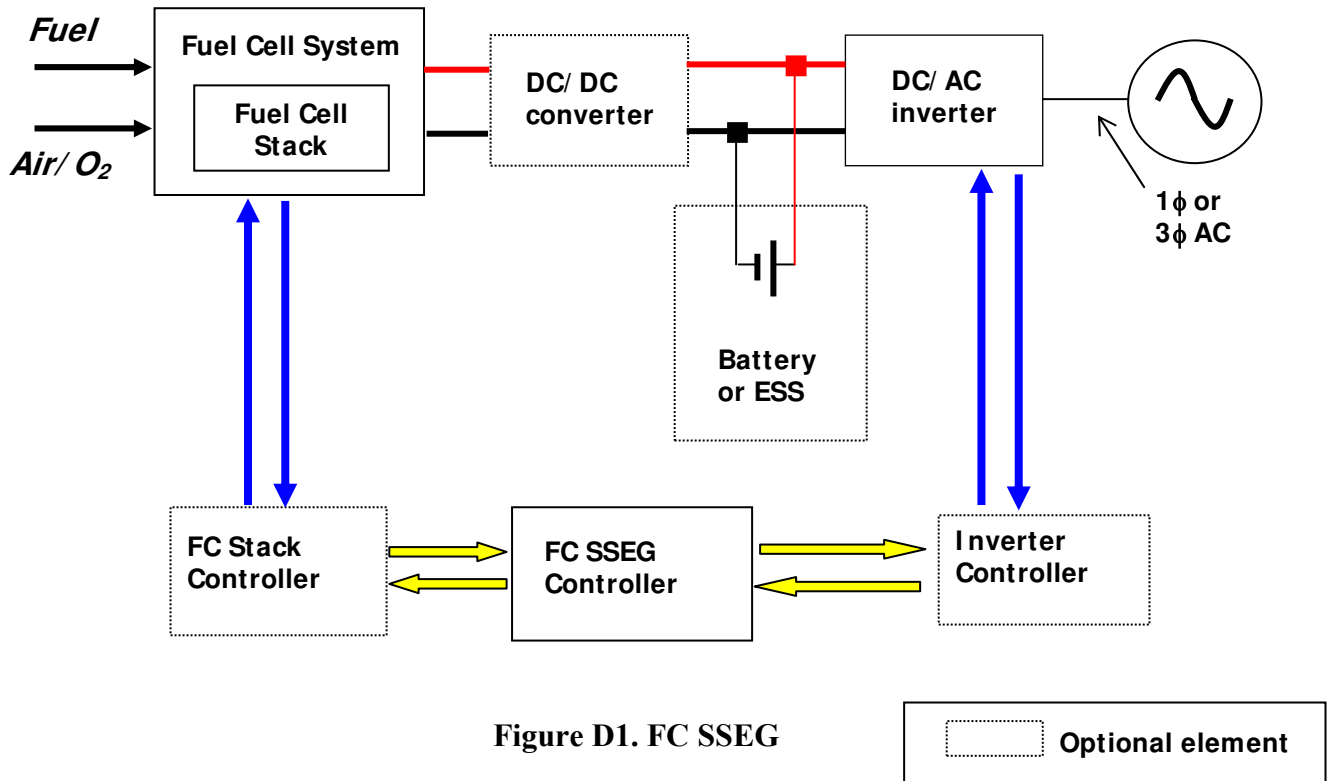 Fuel
Air/ O₂
Fuel Cell System
Fuel Cell
Stack
DC/ DC
converter
DC/ AC
inverter
1ϕ or
3ϕ AC
Battery
or ESS
FC Stack
Controller
FC SSEG
Controller
Inverter
Controller
Figure D1. FC SSEG
Optional element